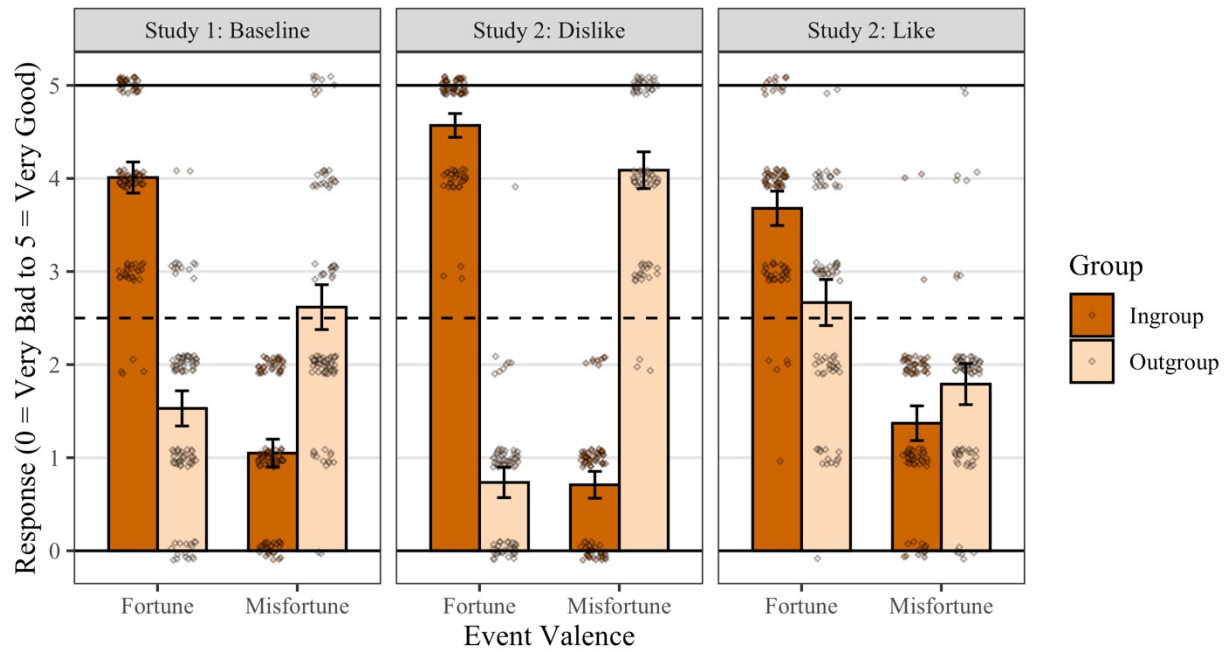 Study 1: Baseline
Study 2: Dislike
Study 2: Like
Response (0 = Very Bad to 5 = Very Good)
5
4
3
2
1
0
Fortune Misfortune
Fortune Misfortune
Fortune Misfortune
Event Valence
Group
Ingroup
Outgroup